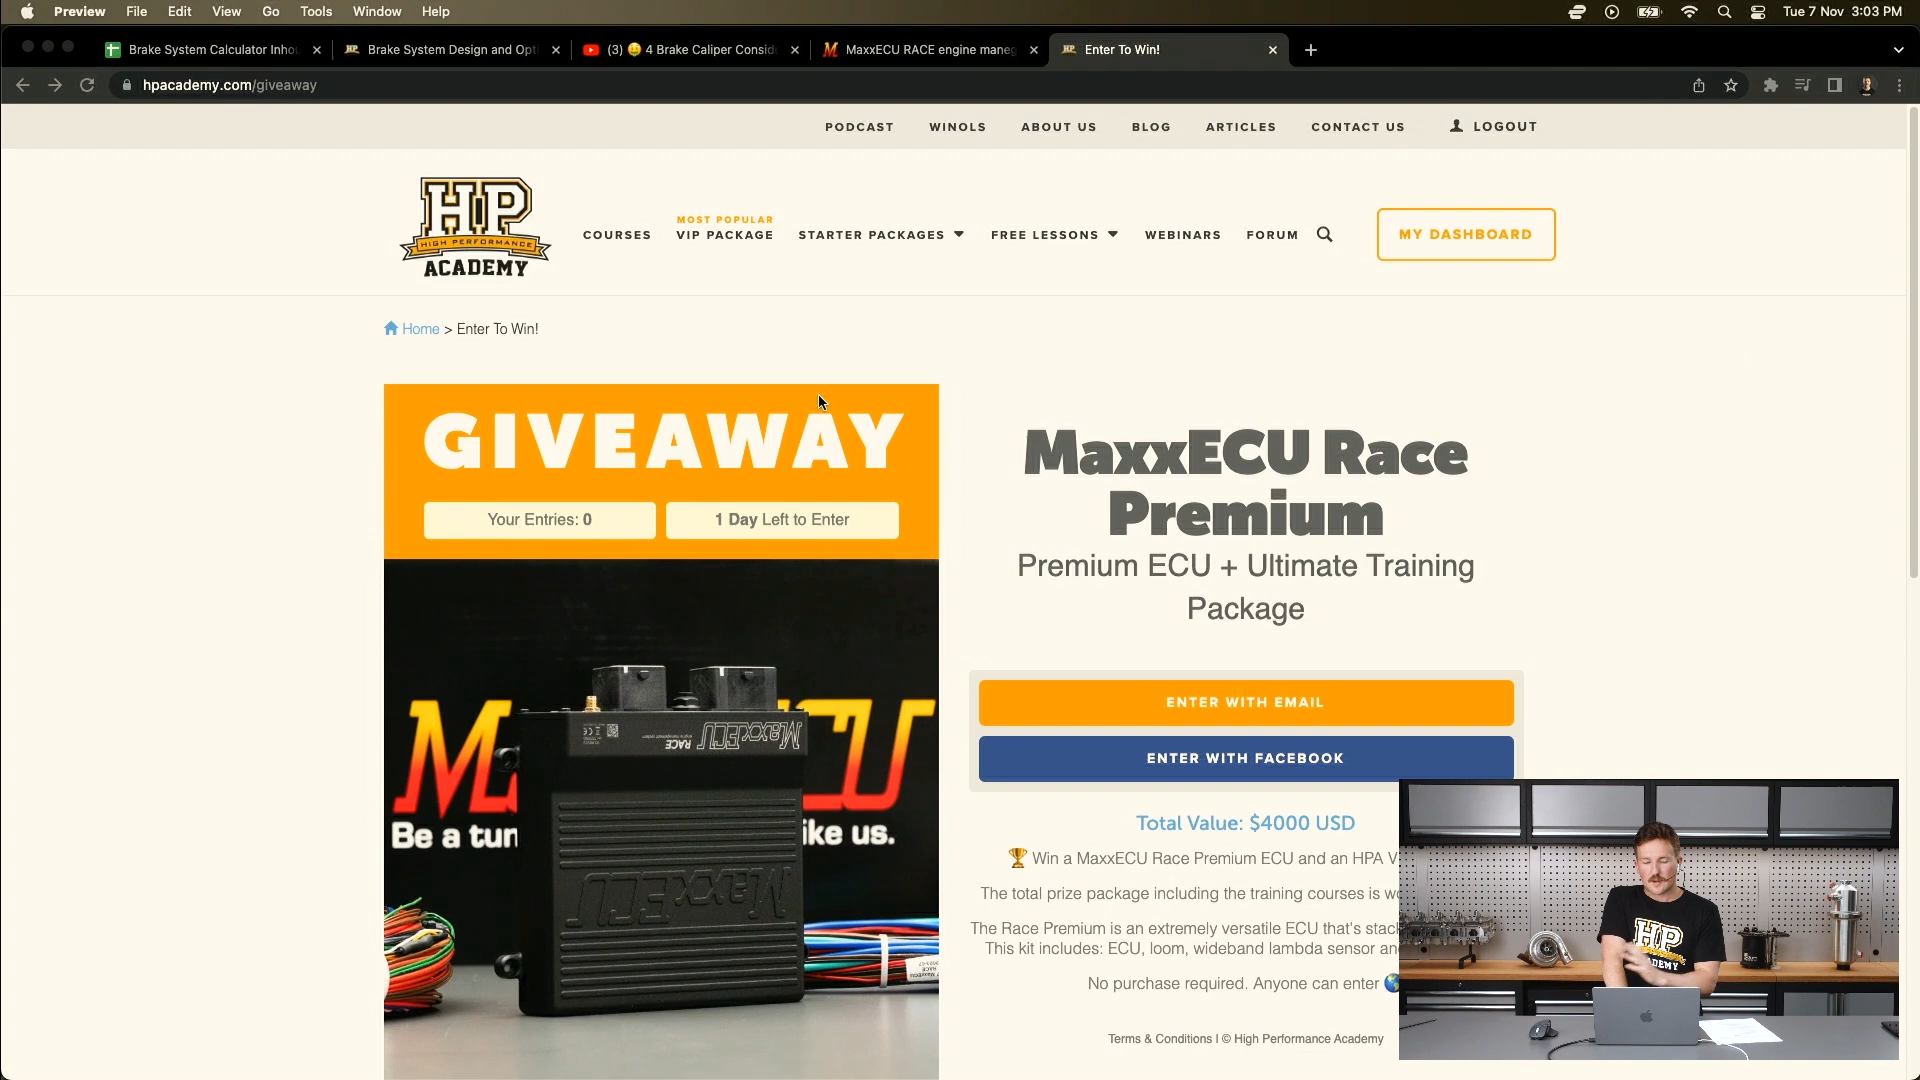 Preview File Edit View Go Tools Window Help
Tue 7 Nov 3:03 PM
Brake System Calculator Inhou
Brake System Design and Opt
(3) 4 Brake Caliper Consid
MaxxECU RACE engine maneg
Enter To Win!
hpacademy.com/giveaway
PODCAST WINOLS ABOUT US BLOG ARTICLES CONTACT US LOGOUT
HP
HIGH PERFORMANCE
ACADEMY
MOST POPULAR
COURSES VIP PACKAGE STARTER PACKAGES FREE LESSONS WEBINARS FORUM
MY DASHBOARD
Home > Enter To Win!
GIVEAWAY
Your Entries: 0
1 Day Left to Enter
MaxxECU Race
Premium
Premium ECU + Ultimate Training
Package
ENTER WITH EMAIL
ENTER WITH FACEBOOK
Total Value: $4000 USD
Win a MaxxECU Race Premium ECU and an HPA V
The total prize package including the training courses is wo
The Race Premium is an extremely versatile ECU that's stac
This kit includes: ECU, loom, wideband lambda sensor an
No purchase required. Anyone can enter
Terms & Conditions I © High Performance Academy
MaxxECU
RACE
MaxxECU
Be a tun
ike us.
HP
ACADEMY